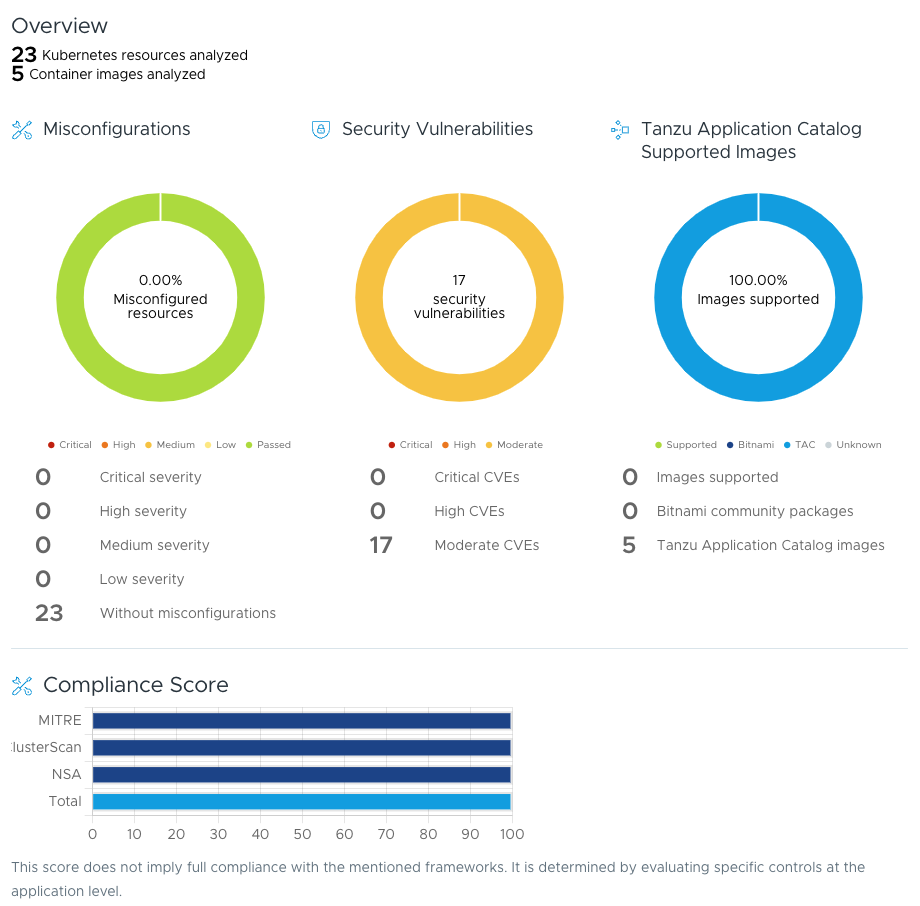 Overview
23 Kubernetes resources analyzed
5 Container images analyzed
Misconfigurations
Security Vulnerabilities
Tanzu Application Catalog
Supported Images
0.00%
Misconfigured
resources
17
security
vulnerabilities
100.00%
Images supported
Critical High Medium Low Passed
Critical High Moderate
Supported Bitnami TAC Unknown
0 Critical severity
0 High severity
0 Medium severity
0 Low severity
23 Without misconfigurations
0 Critical CVEs
0 High CVEs
17 Moderate CVEs
0 Images supported
0 Bitnami community packages
5 Tanzu Application Catalog images
Compliance Score
MITRE
lusterScan
NSA
Total
0 10 20 30 40 50 60 70 80 90 100
This score does not imply full compliance with the mentioned frameworks. It is determined by evaluating specific controls at the
application level.